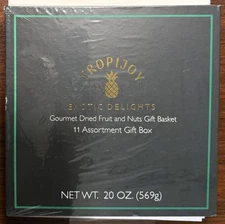 TROPIJOY
EXOTIC DELIGHTS
Gourmet Dried Fruit and Nuts Gift Basket
11 Assortment Gift Box
NET WT. 20 OZ. (569g)